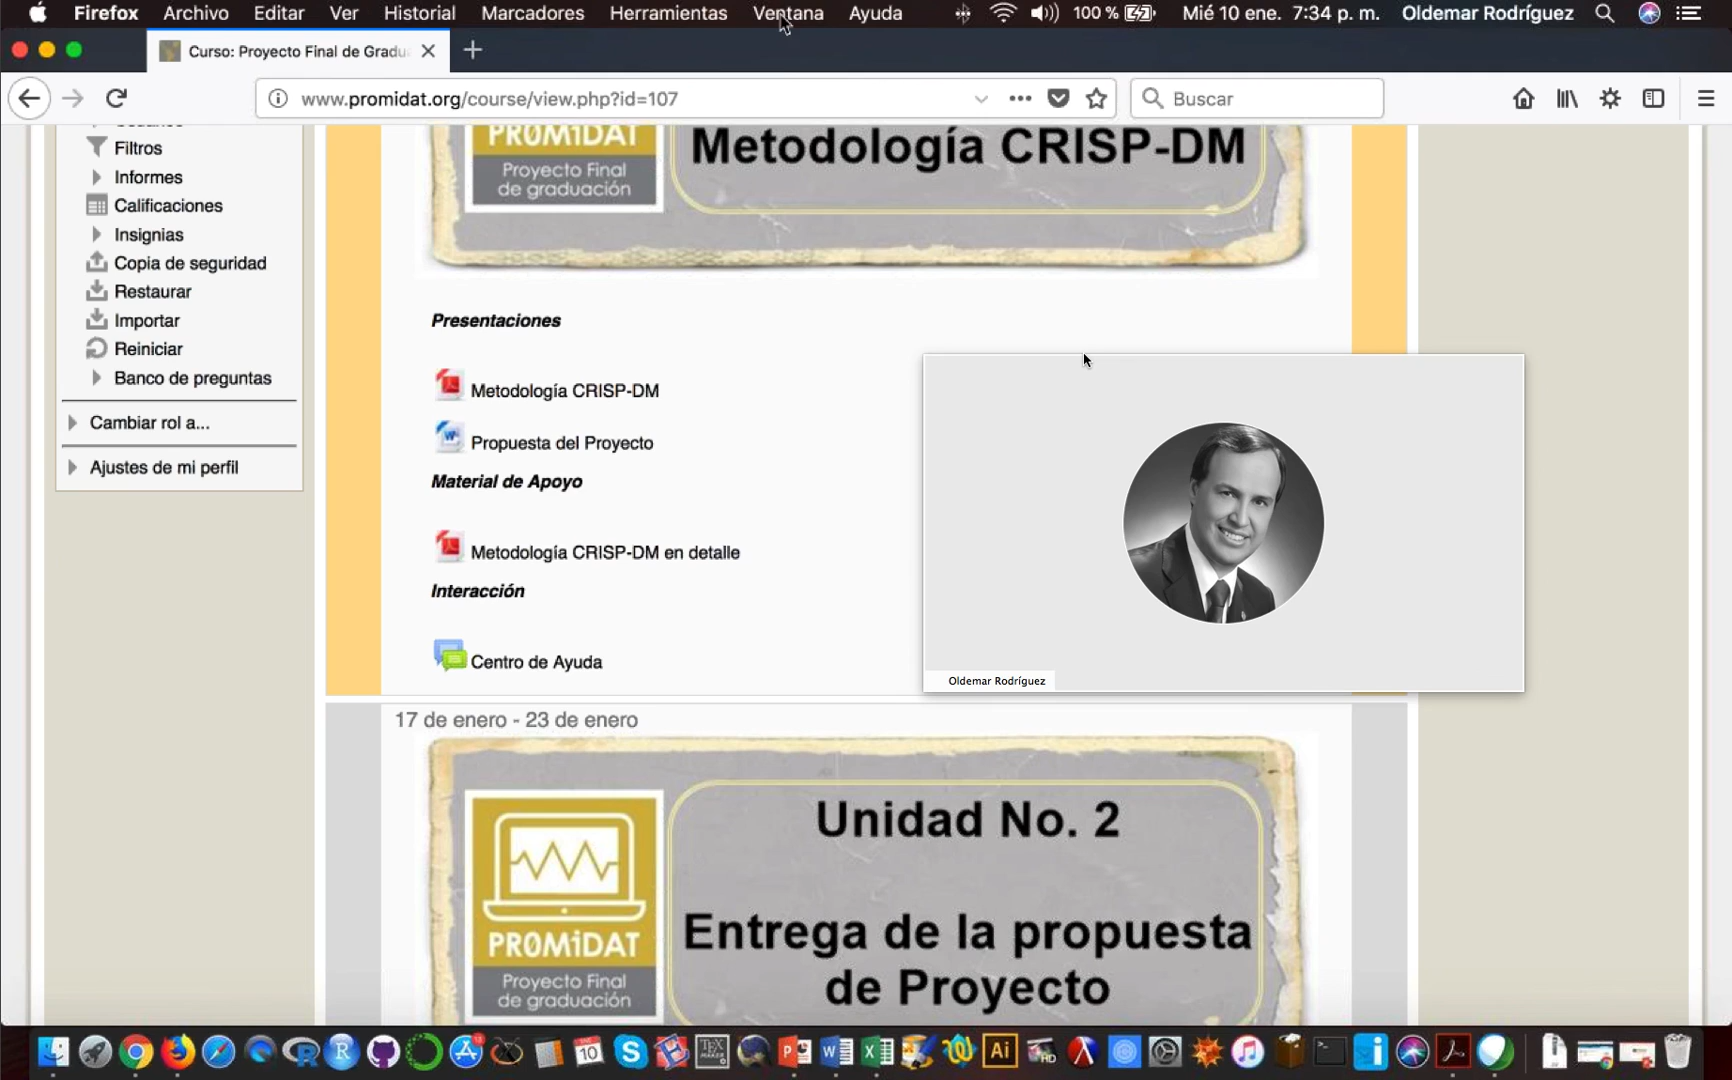 Firefox Archivo Editar Ver Historial Marcadores Herramientas Ventana Ayuda 100 % Mié 10 ene. 7:34 p. m. Oldemar Rodríguez
Curso: Proyecto Final de Gradu
www.promidat.org/course/view.php?id=107
Buscar
Filtros
Informes
Calificaciones
Insignias
Copia de seguridad
Restaurar
Importar
Reiniciar
Banco de preguntas
Cambiar rol a...
Ajustes de mi perfil
PR0MiDAT
Proyecto Final
de graduación
Metodología CRISP-DM
Presentaciones
Metodología CRISP-DM
Propuesta del Proyecto
Material de Apoyo
Metodología CRISP-DM en detalle
Interacción
Centro de Ayuda
Oldemar Rodríguez
17 de enero - 23 de enero
PR0MiDAT
Proyecto Final
de graduación
Unidad No. 2
Entrega de la propuesta
de Proyecto